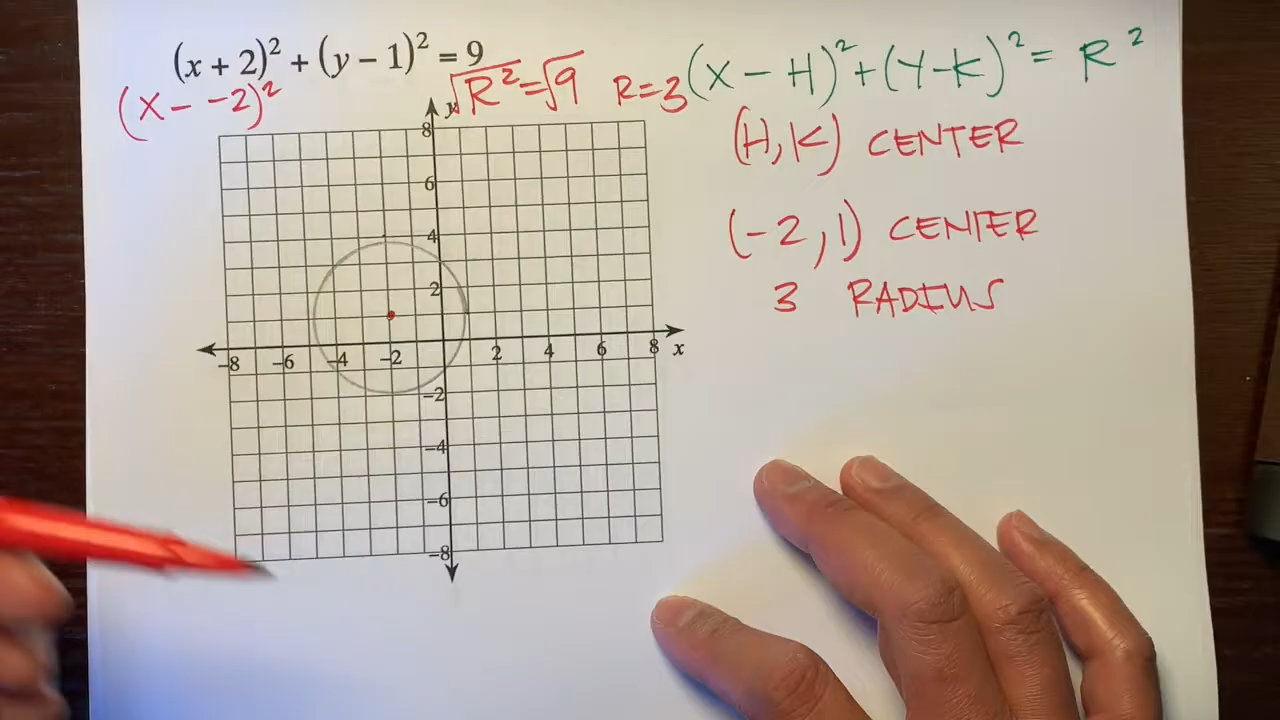 (x + 2)² + (y − 1)² = 9
(X − H)² + (Y − K)² = R²
(X − −2)²
√R² = √9 R = 3
(H, K) CENTER
(−2, 1) CENTER
3 RADIUS
y
8
6
4
2
−8 −6 −4 −2 2 4 6 8 x
−2
−4
−6
−8